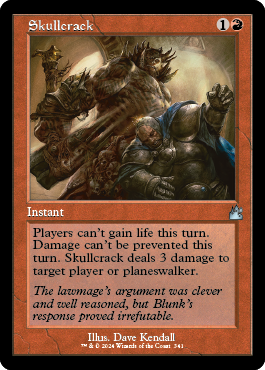 Skullcrack 1
Instant
Players can't gain life this turn.
Damage can't be prevented this
turn. Skullcrack deals 3 damage to
target player or planeswalker.
The lawmage's argument was clever
and well reasoned, but Blunk's
response proved irrefutable.
Illus. Dave Kendall
™ & © 2024 Wizards of the Coast 341